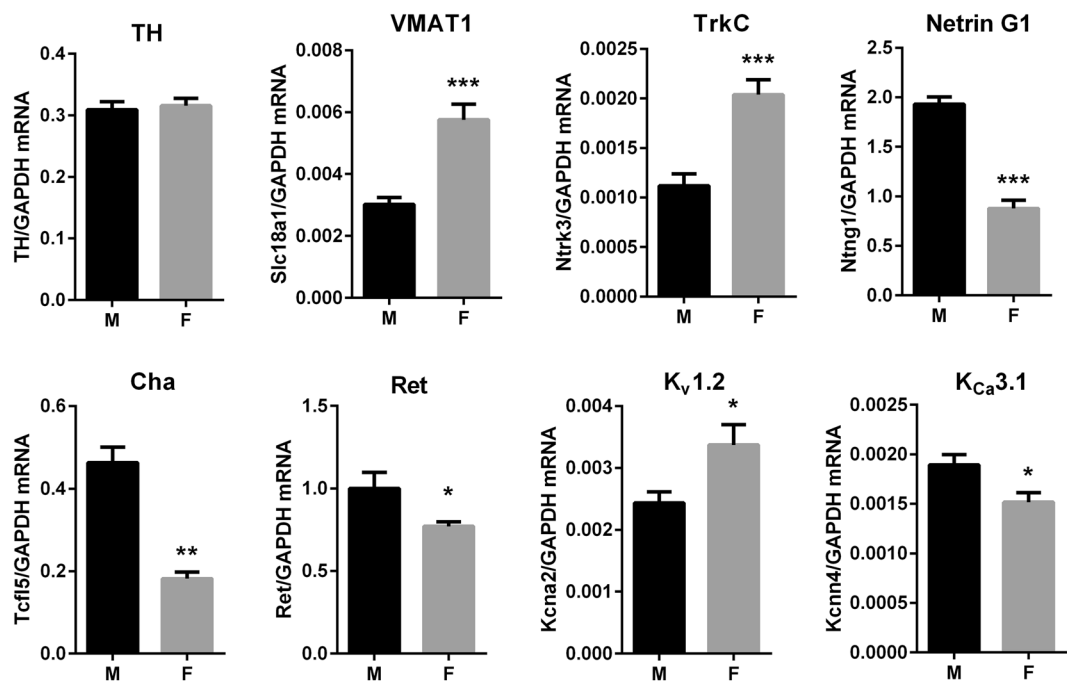 TH
TH/GAPDH mRNA
0.4
0.3
0.2
0.1
0.0
M F
VMAT1
Slc18a1/GAPDH mRNA
0.008
0.006
0.004
0.002
0.000
***
M F
TrkC
Ntrk3/GAPDH mRNA
0.0025
0.0020
0.0015
0.0010
0.0005
0.0000
***
M F
Netrin G1
Ntng1/GAPDH mRNA
2.5
2.0
1.5
1.0
0.5
0.0
***
M F
Cha
Tcfl5/GAPDH mRNA
0.6
0.4
0.2
0.0
**
M F
Ret
Ret/GAPDH mRNA
1.5
1.0
0.5
0.0
*
M F
Kv1.2
Kcna2/GAPDH mRNA
0.004
0.003
0.002
0.001
0.000
*
M F
KCa3.1
Kcnn4/GAPDH mRNA
0.0025
0.0020
0.0015
0.0010
0.0005
0.0000
*
M F